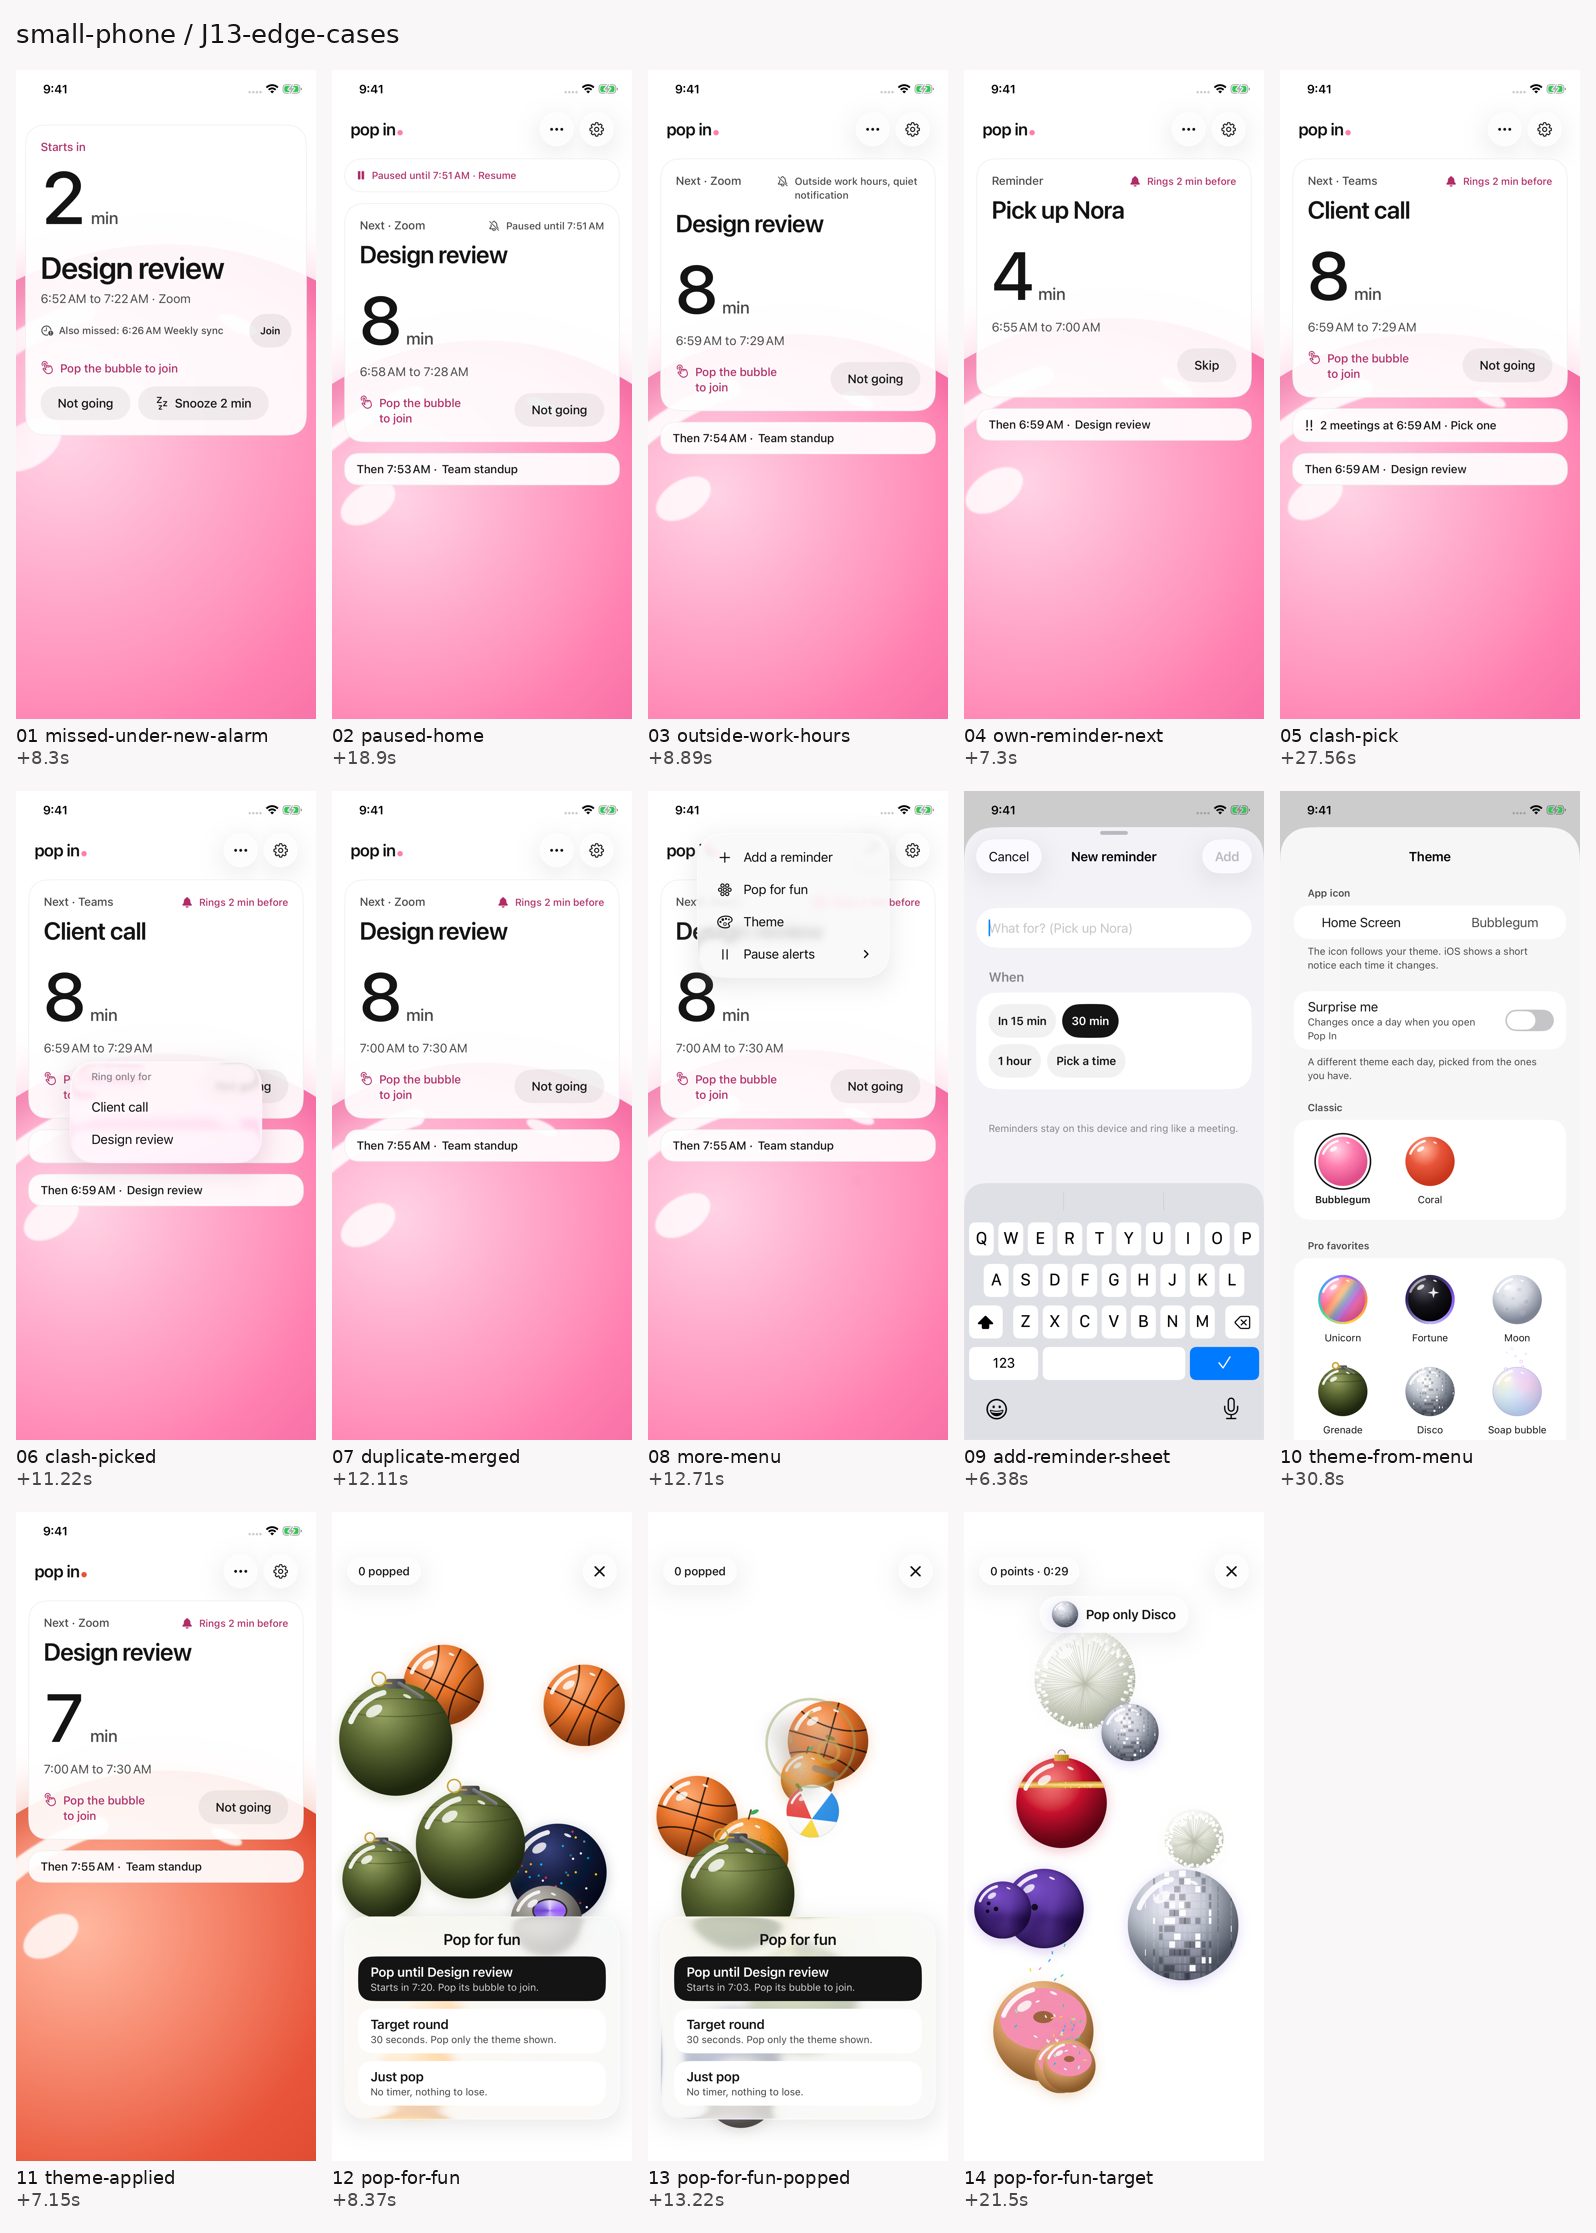 small-phone / J13-edge-cases
9:41
Starts in
2 min
Design review
6:52 AM to 7:22 AM · Zoom
Also missed: 6:26 AM Weekly sync
Join
Pop the bubble to join
Not going
Snooze 2 min
01 missed-under-new-alarm
+8.3s
9:41
pop in.
Paused until 7:51 AM · Resume
Next · Zoom
Paused until 7:51 AM
Design review
8 min
6:58 AM to 7:28 AM
Pop the bubble
to join
Not going
Then 7:53 AM · Team standup
02 paused-home
+18.9s
9:41
pop in.
Next · Zoom
Outside work hours, quiet
notification
Design review
8 min
6:59 AM to 7:29 AM
Pop the bubble
to join
Not going
Then 7:54 AM · Team standup
03 outside-work-hours
+8.89s
9:41
pop in.
Reminder
Rings 2 min before
Pick up Nora
4 min
6:55 AM to 7:00 AM
Skip
Then 6:59 AM · Design review
04 own-reminder-next
+7.3s
9:41
pop in.
Next · Teams
Rings 2 min before
Client call
8 min
6:59 AM to 7:29 AM
Pop the bubble
to join
Not going
!! 2 meetings at 6:59 AM · Pick one
Then 6:59 AM · Design review
05 clash-pick
+27.56s
9:41
pop in.
Next · Teams
Rings 2 min before
Client call
8 min
6:59 AM to 7:29 AM
Ring only for
Client call
Design review
Then 6:59 AM · Design review
06 clash-picked
+11.22s
9:41
pop in.
Next · Zoom
Rings 2 min before
Design review
8 min
7:00 AM to 7:30 AM
Pop the bubble
to join
Not going
Then 7:55 AM · Team standup
07 duplicate-merged
+12.11s
9:41
pop
Add a reminder
Pop for fun
Theme
Pause alerts
before
8 min
7:00 AM to 7:30 AM
Pop the bubble
to join
Not going
Then 7:55 AM · Team standup
08 more-menu
+12.71s
9:41
Cancel
New reminder
Add
What for? (Pick up Nora)
When
In 15 min
30 min
1 hour
Pick a time
Reminders stay on this device and ring like a meeting.
Q W E R T Y U I O P
A S D F G H J K L
Z X C V B N M
123
09 add-reminder-sheet
+6.38s
9:41
Theme
App icon
Home Screen
Bubblegum
The icon follows your theme. iOS shows a short
notice each time it changes.
Surprise me
Changes once a day when you open
Pop In
A different theme each day, picked from the ones
you have.
Classic
Bubblegum
Coral
Pro favorites
Unicorn
Fortune
Moon
Grenade
Disco
Soap bubble
10 theme-from-menu
+30.8s
9:41
pop in.
Next · Zoom
Rings 2 min before
Design review
7 min
7:00 AM to 7:30 AM
Pop the bubble
to join
Not going
Then 7:55 AM · Team standup
11 theme-applied
+7.15s
0 popped
Pop for fun
Pop until Design review
Starts in 7:20. Pop its bubble to join.
Target round
30 seconds. Pop only the theme shown.
Just pop
No timer, nothing to lose.
12 pop-for-fun
+8.37s
0 popped
Pop for fun
Pop until Design review
Starts in 7:03. Pop its bubble to join.
Target round
30 seconds. Pop only the theme shown.
Just pop
No timer, nothing to lose.
13 pop-for-fun-popped
+13.22s
0 points · 0:29
Pop only Disco
14 pop-for-fun-target
+21.5s